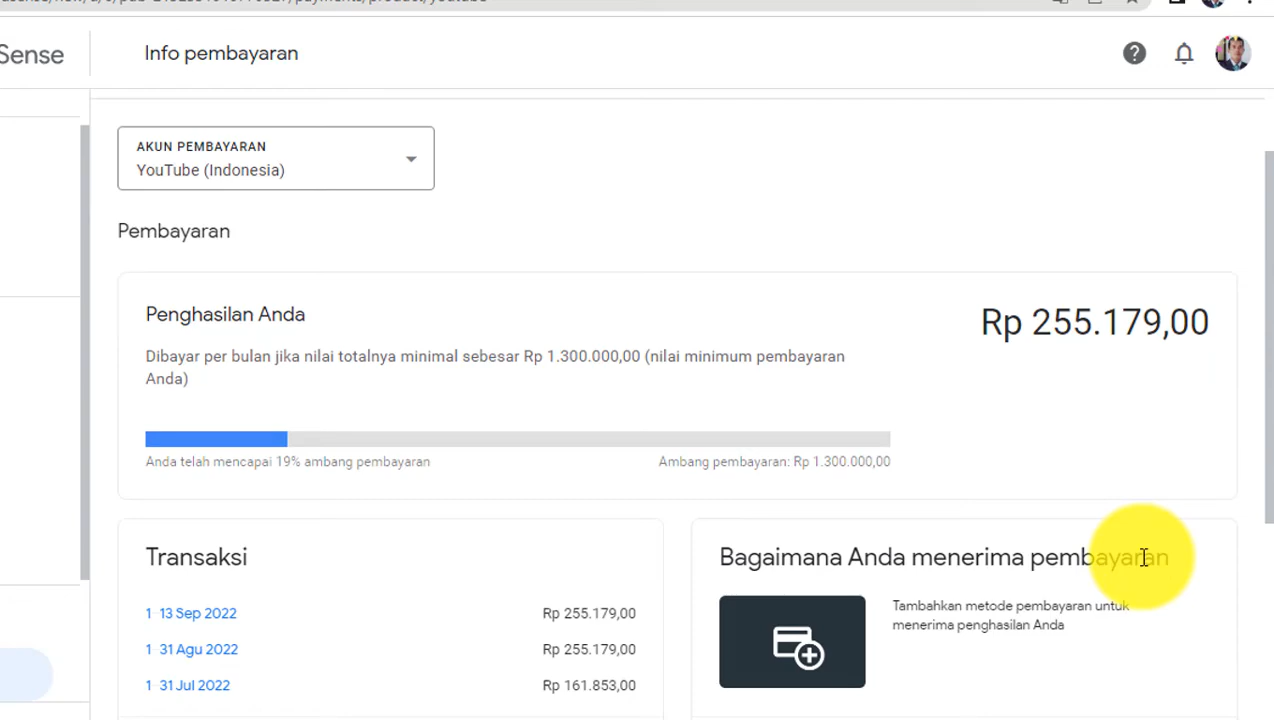 Sense
Info pembayaran
AKUN PEMBAYARAN
YouTube (Indonesia)
Pembayaran
Penghasilan Anda
Rp 255.179,00
Dibayar per bulan jika nilai totalnya minimal sebesar Rp 1.300.000,00 (nilai minimum pembayaran
Anda)
Anda telah mencapai 19% ambang pembayaran
Ambang pembayaran: Rp 1.300.000,00
Transaksi
1 13 Sep 2022 Rp 255.179,00
1 31 Agu 2022 Rp 255.179,00
1 31 Jul 2022 Rp 161.853,00
Bagaimana Anda menerima pembayaran
Tambahkan metode pembayaran untuk
menerima penghasilan Anda